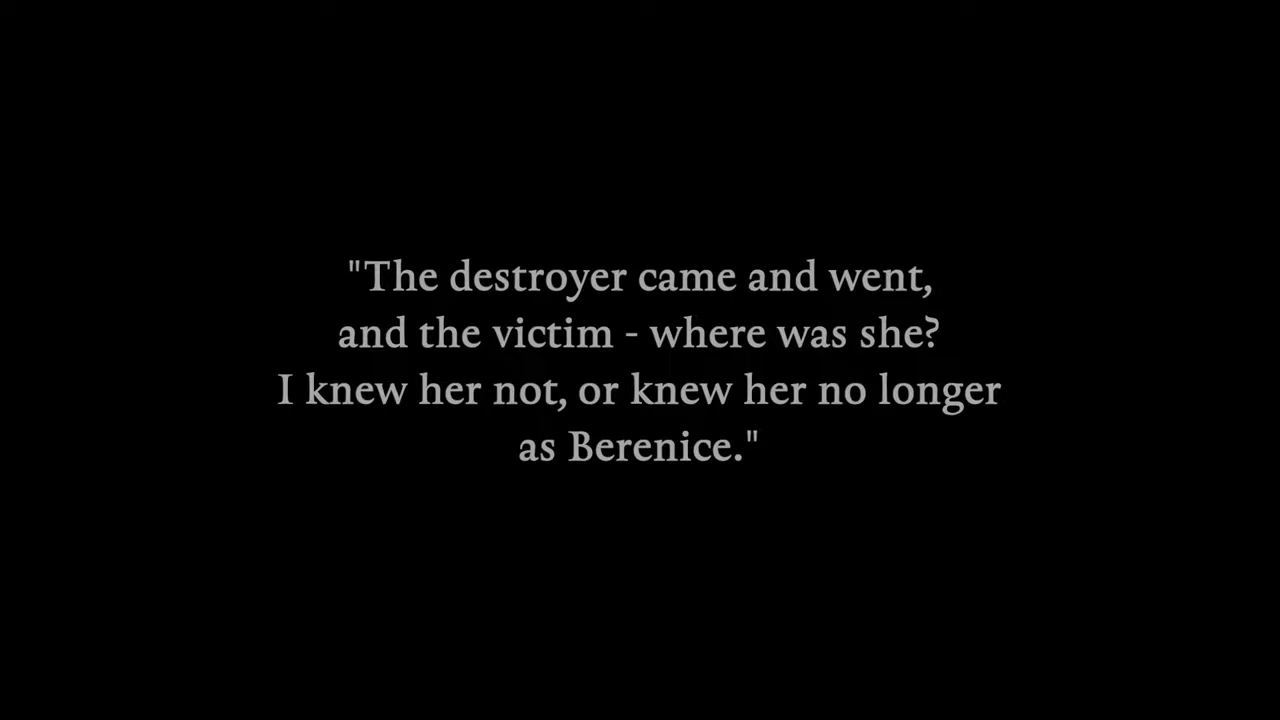 "The destroyer came and went,
and the victim - where was she?
I knew her not, or knew her no longer
as Berenice."